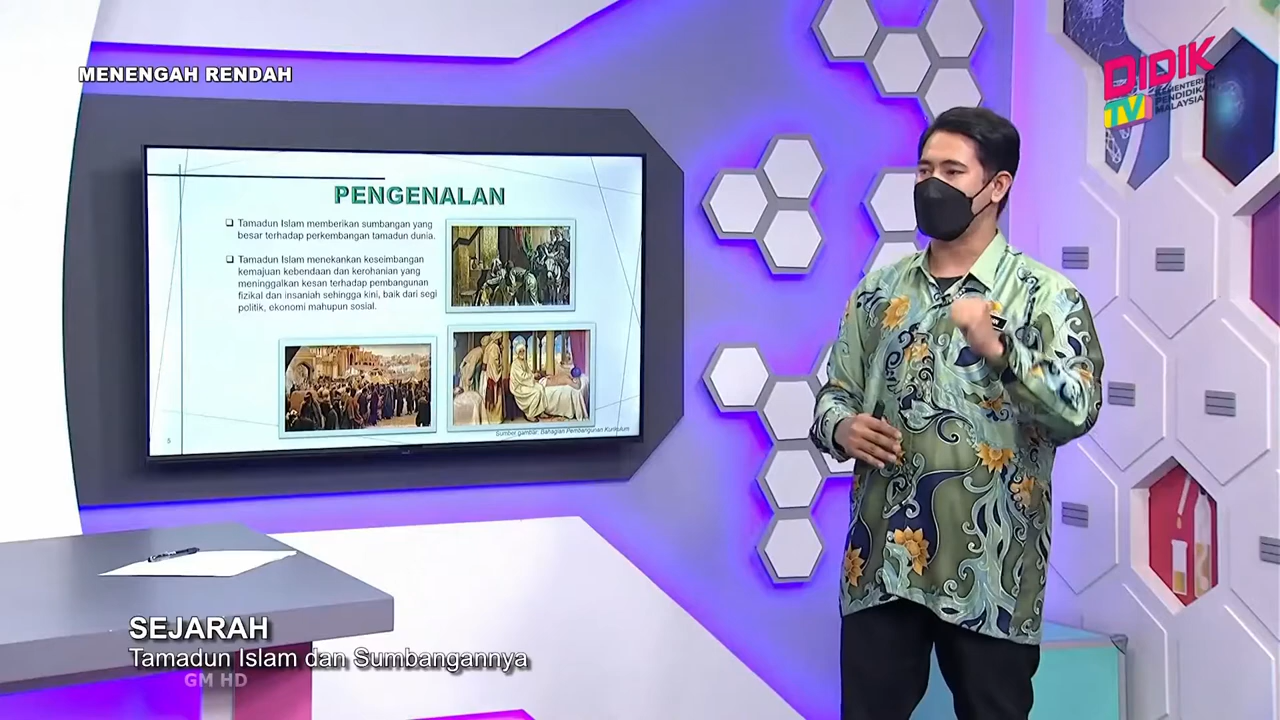 MENENGAH RENDAH
DIDIK
TV
KEMENTERIAN
PENDIDIKAN
MALAYSIA
PENGENALAN
❑ Tamadun Islam memberikan sumbangan yang
besar terhadap perkembangan tamadun dunia.
❑ Tamadun Islam menekankan keseimbangan
kemajuan kebendaan dan kerohanian yang
meninggalkan kesan terhadap pembangunan
fizikal dan insaniah sehingga kini, baik dari segi
politik, ekonomi mahupun sosial.
Sumber gambar: Bahagian Pembangunan Kurikulum
5
SEJARAH
Tamadun Islam dan Sumbangannya
GM HD